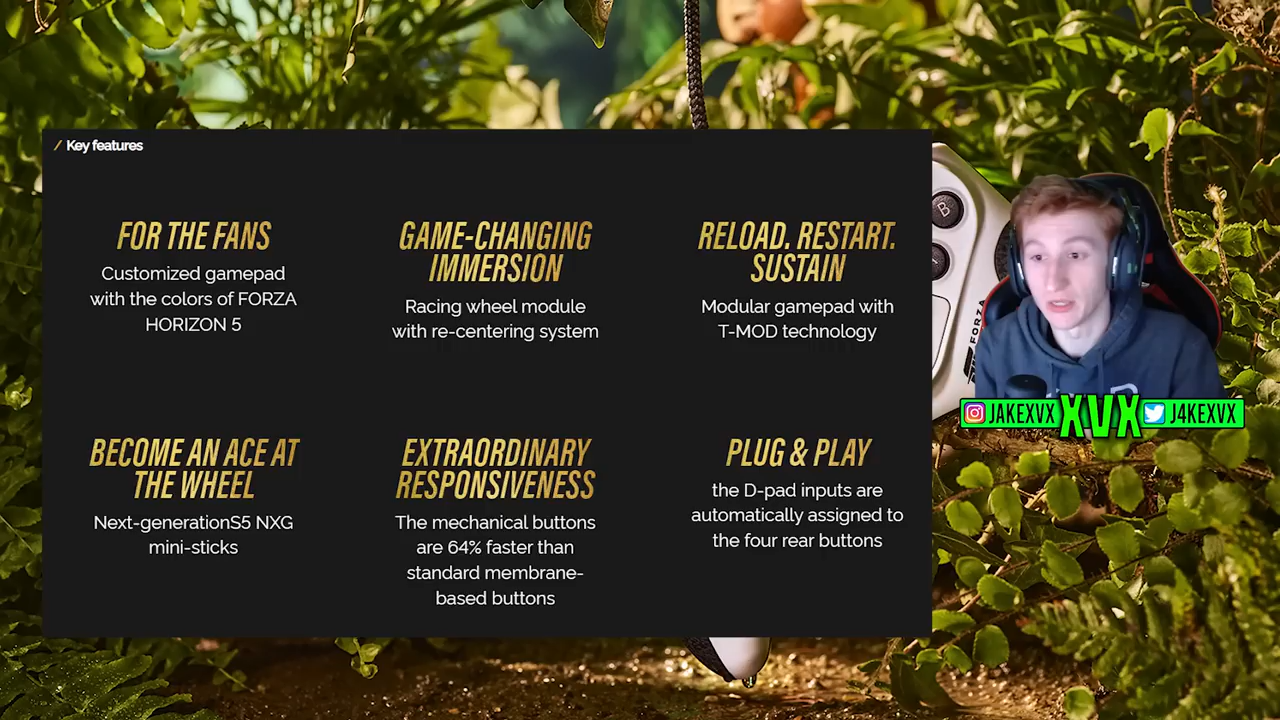 / Key features
FOR THE FANS
Customized gamepad
with the colors of FORZA
HORIZON 5
GAME-CHANGING
IMMERSION
Racing wheel module
with re-centering system
RELOAD. RESTART.
SUSTAIN
Modular gamepad with
T-MOD technology
BECOME AN ACE AT
THE WHEEL
Next-generationS5 NXG
mini-sticks
EXTRAORDINARY
RESPONSIVENESS
The mechanical buttons
are 64% faster than
standard membrane-
based buttons
PLUG & PLAY
the D-pad inputs are
automatically assigned to
the four rear buttons
B
FORZA
JAKEXVX XVX J4KEXVX